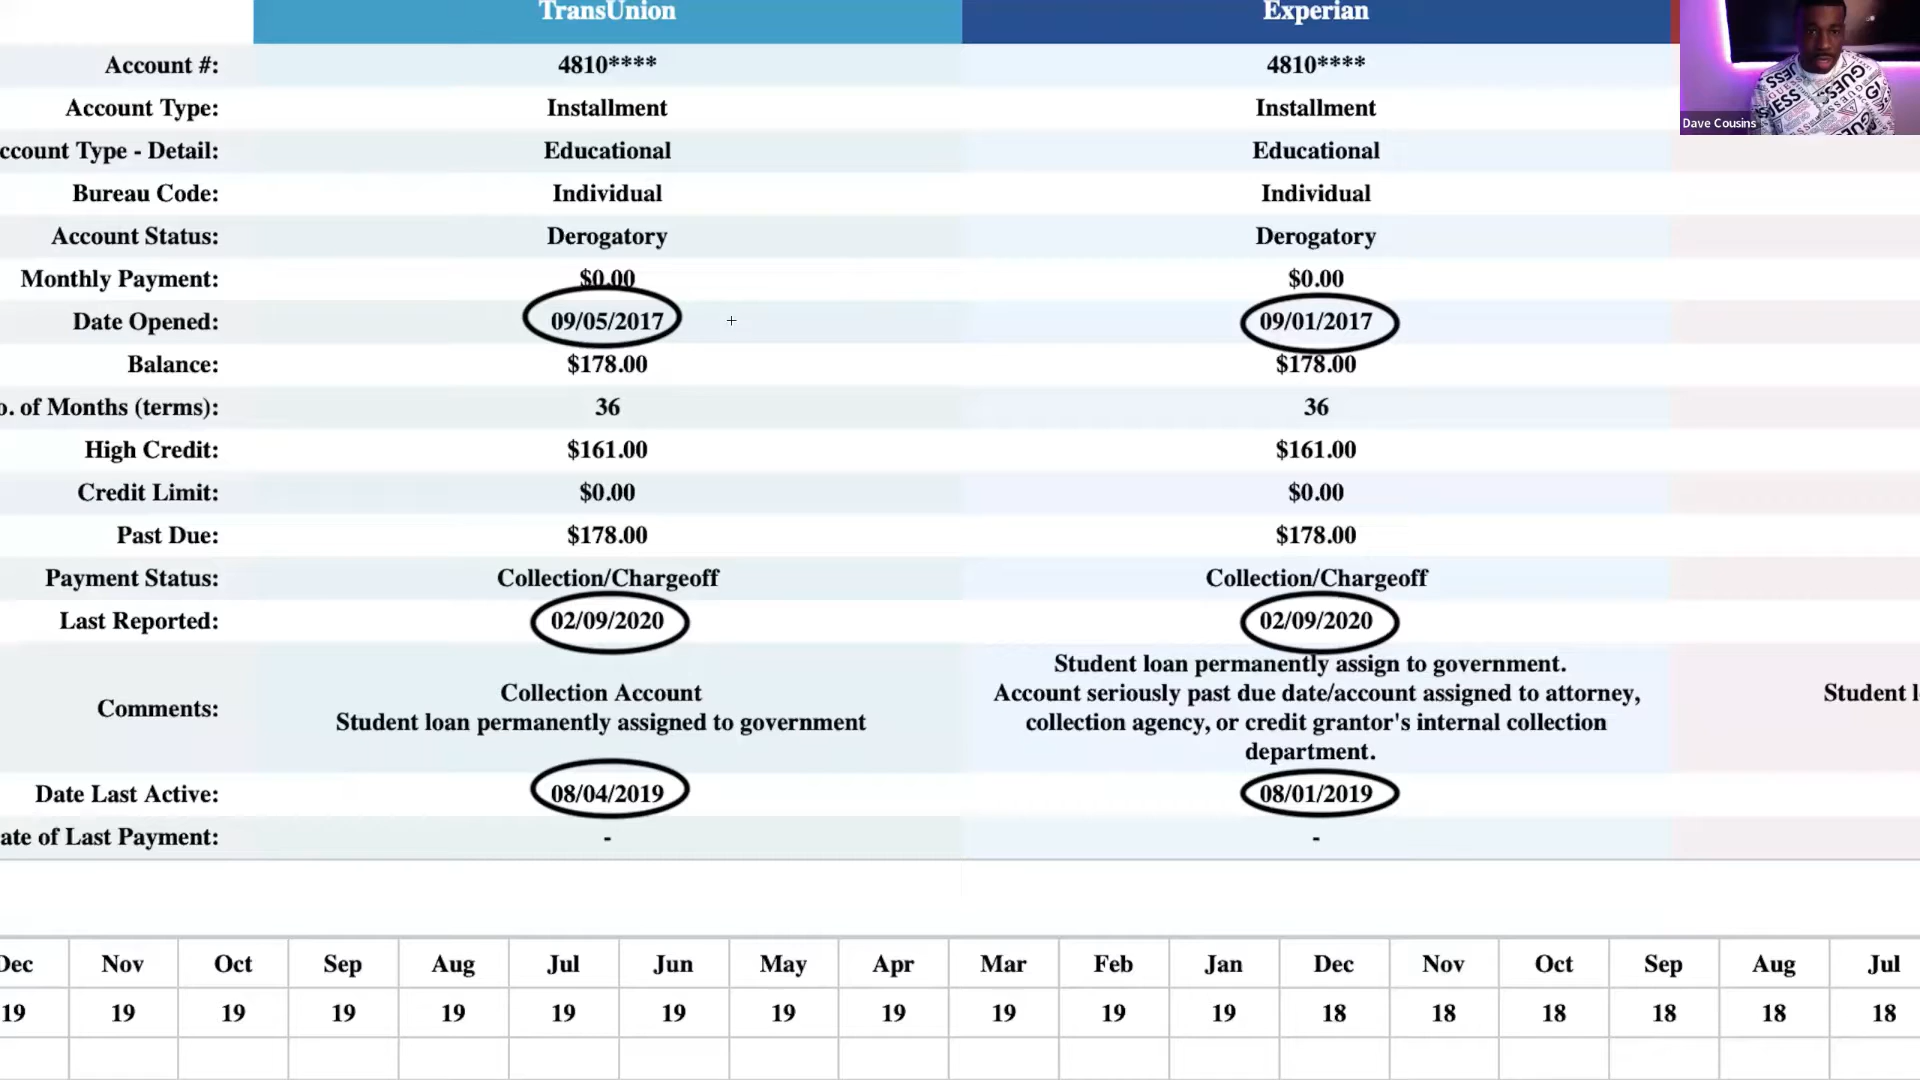 TransUnion Experian
Account #: 4810**** 4810****
Account Type: Installment Installment
ccount Type - Detail: Educational Educational
Bureau Code: Individual Individual
Account Status: Derogatory Derogatory
Monthly Payment: $0.00 $0.00
Date Opened: 09/05/2017 09/01/2017
Balance: $178.00 $178.00
o. of Months (terms): 36 36
High Credit: $161.00 $161.00
Credit Limit: $0.00 $0.00
Past Due: $178.00 $178.00
Payment Status: Collection/Chargeoff Collection/Chargeoff
Last Reported: 02/09/2020 02/09/2020
Comments:
Collection Account
Student loan permanently assigned to government
Student loan permanently assign to government.
Account seriously past due date/account assigned to attorney,
collection agency, or credit grantor's internal collection
department.
Student l
Date Last Active: 08/04/2019 08/01/2019
ate of Last Payment: - -
Dec Nov Oct Sep Aug Jul Jun May Apr Mar Feb Jan Dec Nov Oct Sep Aug Jul
19 19 19 19 19 19 19 19 19 19 19 19 18 18 18 18 18 18
Dave Cousins
GUESS